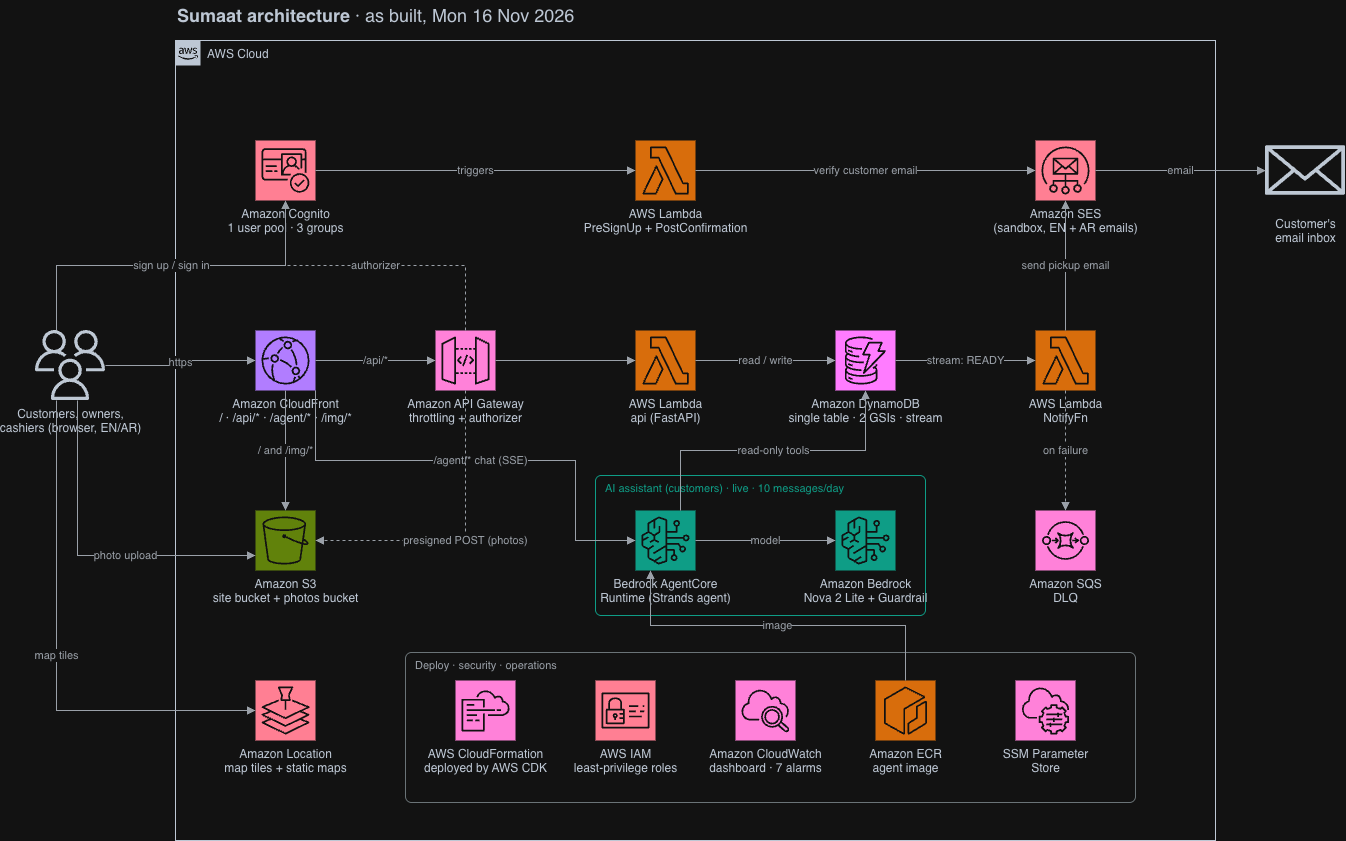 Sumaat architecture · as built, Mon 16 Nov 2026
aws
AWS Cloud
triggers
verify customer email
email
Amazon Cognito
1 user pool · 3 groups
AWS Lambda
PreSignUp + PostConfirmation
Amazon SES
(sandbox, EN + AR emails)
Customer's
email inbox
sign up / sign in
authorizer
send pickup email
https
/api/*
read / write
stream: READY
Customers, owners,
cashiers (browser, EN/AR)
Amazon CloudFront
/ · /api/* · /agent/* · /img/*
Amazon API Gateway
throttling + authorizer
AWS Lambda
api (FastAPI)
Amazon DynamoDB
single table · 2 GSIs · stream
AWS Lambda
NotifyFn
/ and /img/*
/agent/* chat (SSE)
read-only tools
on failure
AI assistant (customers) · live · 10 messages/day
photo upload
presigned POST (photos)
model
Amazon S3
site bucket + photos bucket
Bedrock AgentCore
Runtime (Strands agent)
Amazon Bedrock
Nova 2 Lite + Guardrail
Amazon SQS
DLQ
image
map tiles
Deploy · security · operations
Amazon Location
map tiles + static maps
AWS CloudFormation
deployed by AWS CDK
AWS IAM
least-privilege roles
Amazon CloudWatch
dashboard · 7 alarms
Amazon ECR
agent image
SSM Parameter
Store